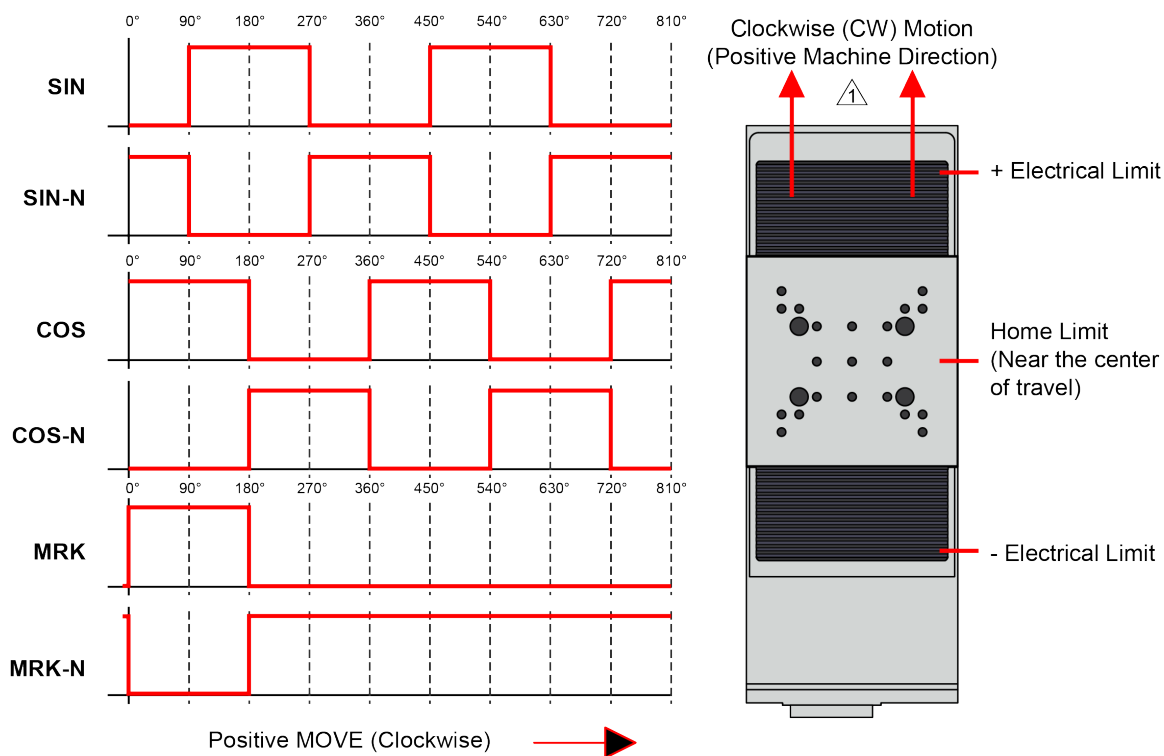 0° 90° 180° 270° 360° 450° 540° 630° 720° 810°
SIN
SIN-N
0° 90° 180° 270° 360° 450° 540° 630° 720° 810°
COS
COS-N
0° 90° 180° 270° 360° 450° 540° 630° 720° 810°
MRK
MRK-N
Positive MOVE (Clockwise)
Clockwise (CW) Motion
(Positive Machine Direction)
1
+ Electrical Limit
Home Limit
(Near the center
of travel)
- Electrical Limit